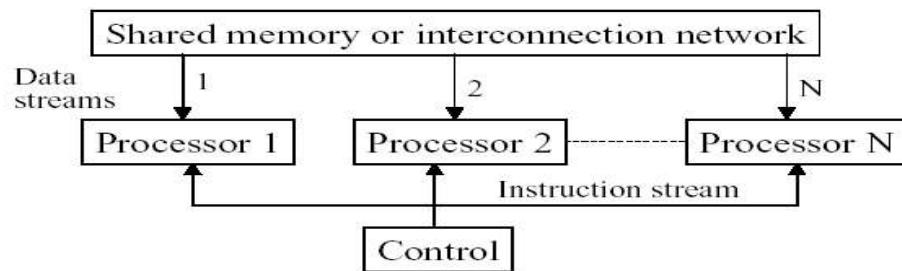 Shared memory or interconnection network
Data
streams
1
2
N
Processor 1
Processor 2
Processor N
Instruction stream
Control